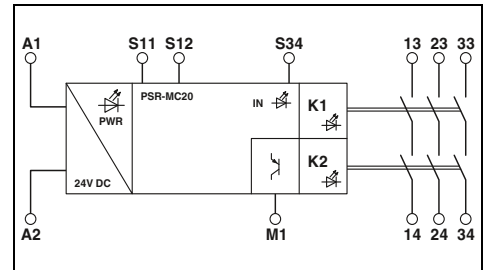 A1 S11 S12 S34 13 23 33
PSR-MC20
IN K1
PWR
K2
24V DC
A2 M1 14 24 34